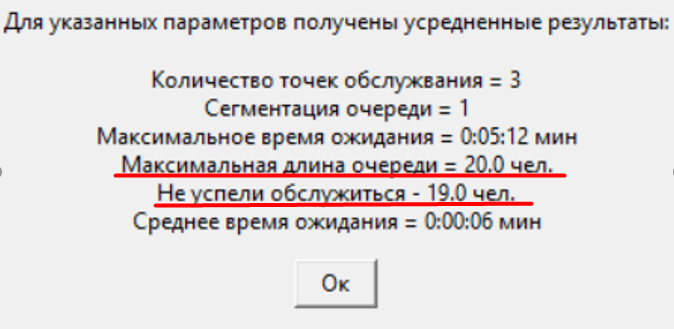 Для указанных параметров получены усредненные результаты:
Количество точек обслужвания = 3
Сегментация очереди = 1
Максимальное время ожидания = 0:05:12 мин
Максимальная длина очереди = 20.0 чел.
Не успели обслужиться - 19.0 чел.
Среднее время ожидания = 0:00:06 мин
Ок